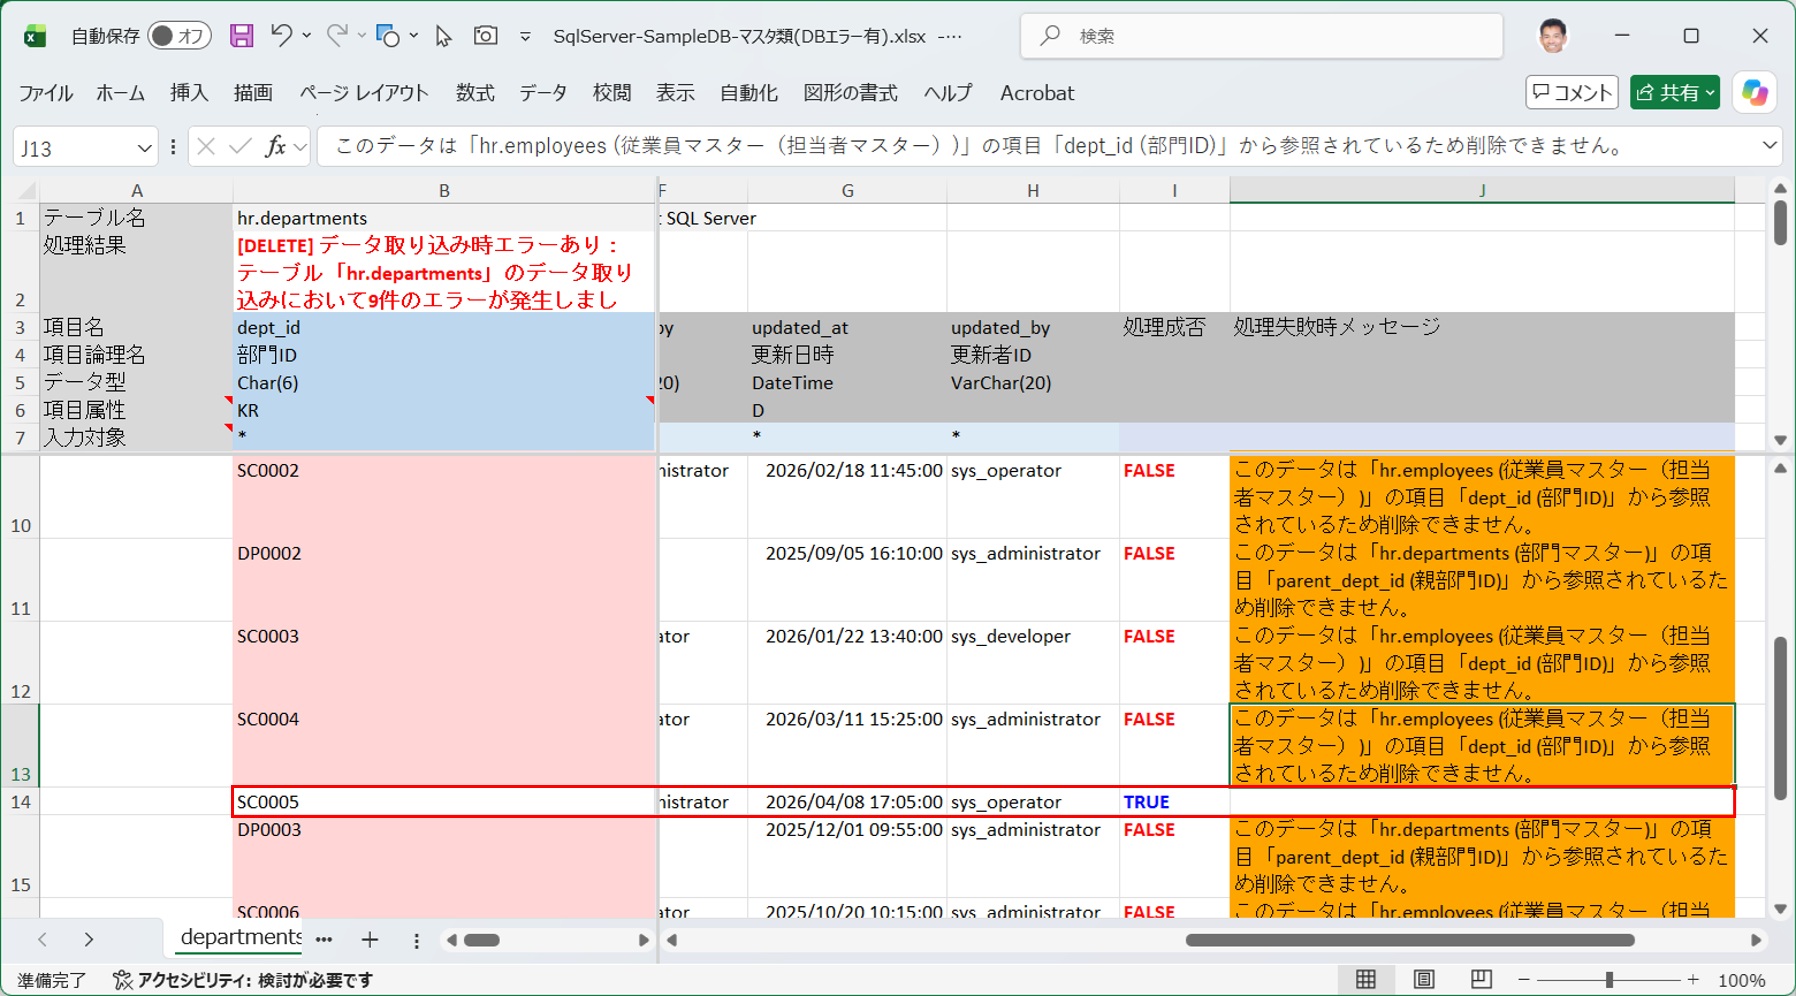 自動保存 オフ SqlServer-SampleDB-マスタ類(DBエラー有).xlsx -… 検索
ファイル ホーム 挿入 描画 ページ レイアウト 数式 データ 校閲 表示 自動化 図形の書式 ヘルプ Acrobat コメント 共有
J13 fx このデータは「hr.employees (従業員マスター（担当者マスター）)」の項目「dept_id (部門ID)」から参照されているため削除できません。
A B F G H I J
1 テーブル名 hr.departments : SQL Server
2 処理結果 [DELETE] データ取り込み時エラーあり：
テーブル「hr.departments」のデータ取り
込みにおいて9件のエラーが発生しまし
3 項目名 dept_id by updated_at updated_by 処理成否 処理失敗時メッセージ
4 項目論理名 部門ID 更新日時 更新者ID
5 データ型 Char(6) 20) DateTime VarChar(20)
6 項目属性 KR D
7 入力対象 * * *
10 SC0002 nistrator 2026/02/18 11:45:00 sys_operator FALSE このデータは「hr.employees (従業員マスター（担当
者マスター）)」の項目「dept_id (部門ID)」から参照
されているため削除できません。
11 DP0002 2025/09/05 16:10:00 sys_administrator FALSE このデータは「hr.departments (部門マスター)」の項
目「parent_dept_id (親部門ID)」から参照されているた
め削除できません。
12 SC0003 ator 2026/01/22 13:40:00 sys_developer FALSE このデータは「hr.employees (従業員マスター（担当
者マスター）)」の項目「dept_id (部門ID)」から参照
されているため削除できません。
13 SC0004 ator 2026/03/11 15:25:00 sys_administrator FALSE このデータは「hr.employees (従業員マスター（担当
者マスター）)」の項目「dept_id (部門ID)」から参照
されているため削除できません。
14 SC0005 nistrator 2026/04/08 17:05:00 sys_operator TRUE
15 DP0003 2025/12/01 09:55:00 sys_administrator FALSE このデータは「hr.departments (部門マスター)」の項
目「parent_dept_id (親部門ID)」から参照されているた
め削除できません。
SC0006 ator 2025/10/20 10:15:00 sys_administrator FALSE このデータは「hr.employees (従業員マスター（担当
departments ••• +
準備完了 アクセシビリティ: 検討が必要です 100%